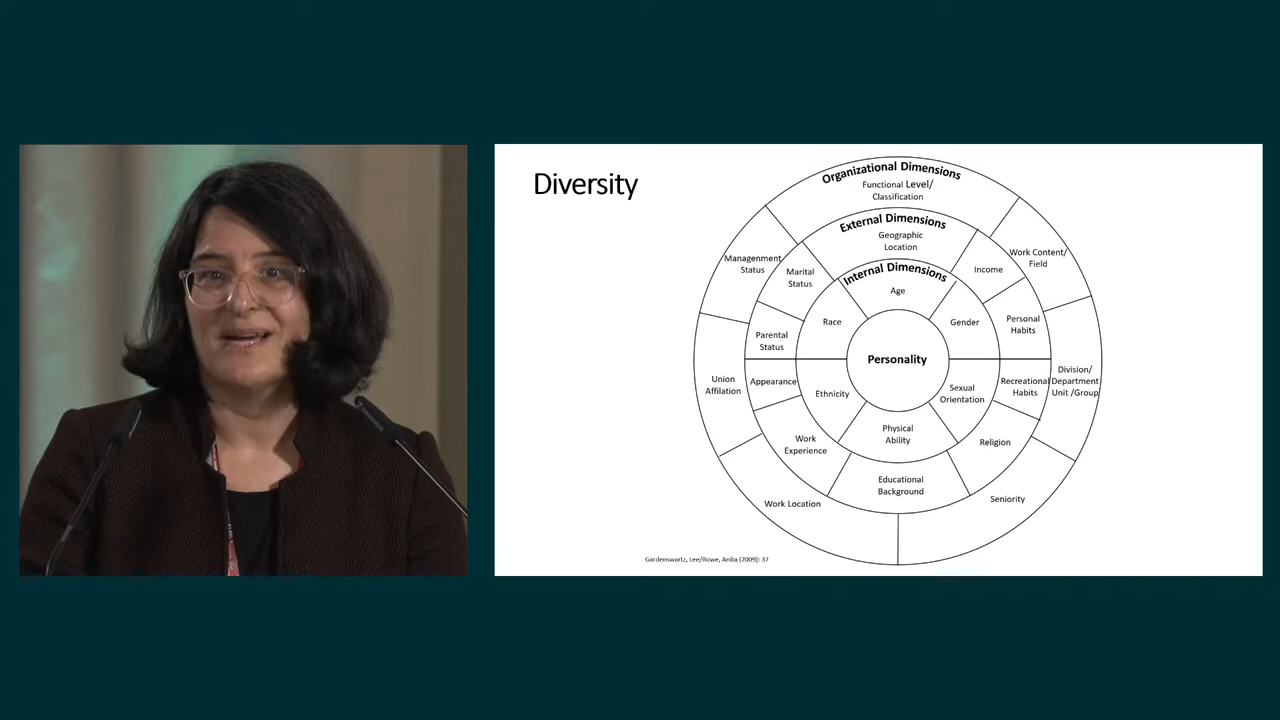 Diversity
Organizational Dimensions
Functional Level/
Classification
External Dimensions
Geographic
Location
Internal Dimensions
Age
Managenment
Status
Marital
Status
Income
Work Content/
Field
Race
Gender
Personal
Habits
Parental
Status
Personality
Union
Affilation
Appearance
Ethnicity
Sexual
Orientation
Recreational
Habits
Division/
Department
Unit /Group
Physical
Ability
Work
Experience
Religion
Educational
Background
Work Location
Seniority
Gardenswartz, Lee/Rowe, Anita (2009): 37